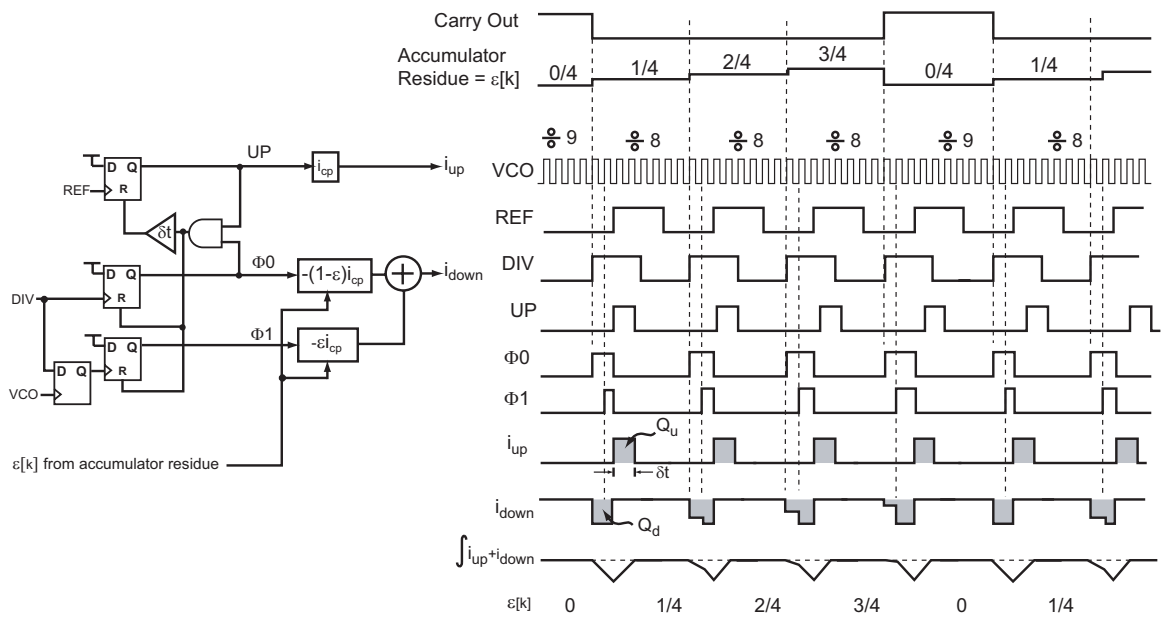 Carry Out
Accumulator
Residue = ε[k]
0/4 1/4 2/4 3/4 0/4 1/4
÷ 9 ÷ 8 ÷ 8 ÷ 8 ÷ 9 ÷ 8
VCO
REF
DIV
UP
Φ0
Φ1
i_up
Q_u
δt
i_down
Q_d
∫ i_up+i_down
ε[k] 0 1/4 2/4 3/4 0 1/4
D Q
R
REF
UP
i_cp
i_up
δt
D Q
R
DIV
Φ0
-(1-ε)i_cp
+
i_down
D Q
R
Φ1
-εi_cp
D Q
VCO
ε[k] from accumulator residue